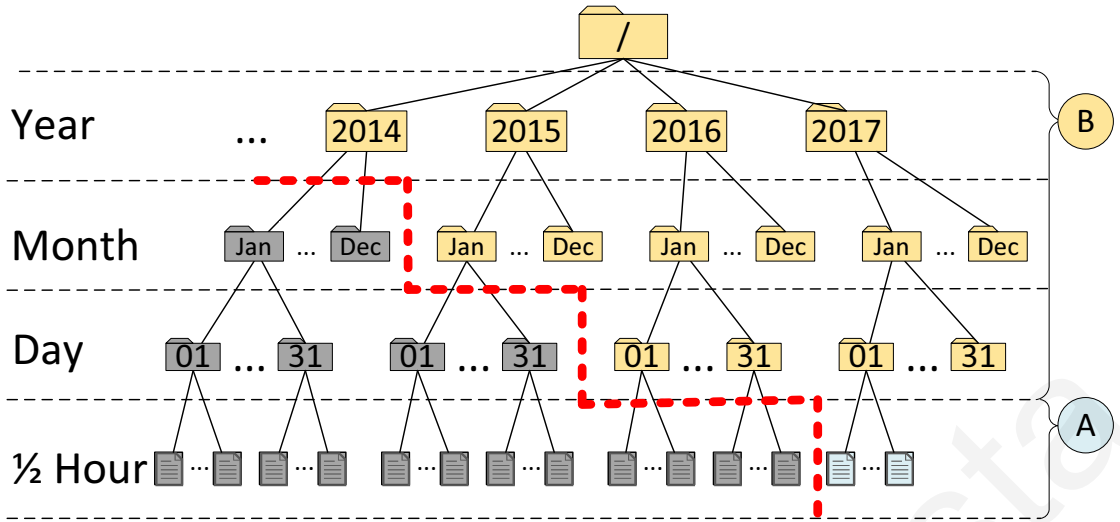 /
Year ... 2014 2015 2016 2017 B
Month Jan ... Dec Jan ... Dec Jan ... Dec Jan ... Dec
Day 01 ... 31 01 ... 31 01 ... 31 01 ... 31
A
½ Hour ... ... ... ... ... ... ...